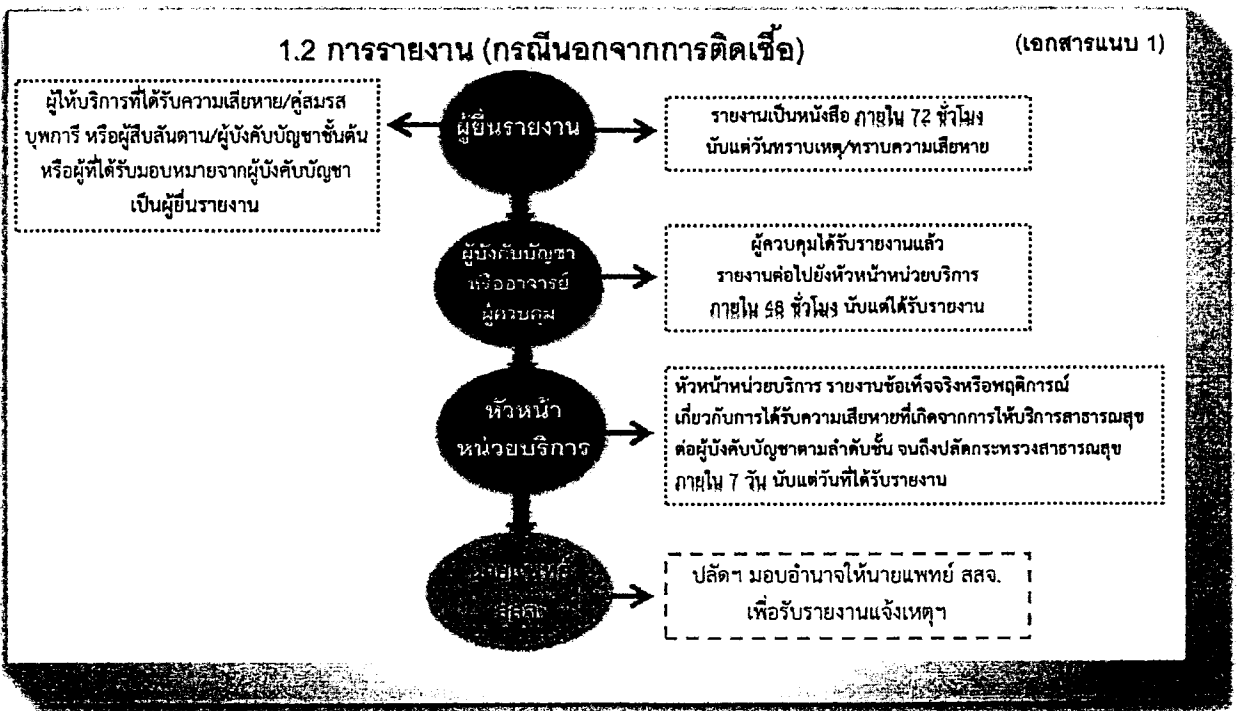 1.2 การรายงาน (กรณีนอกจากการติดเชื้อ)
(เอกสารแนบ 1)
ผู้ให้บริการที่ได้รับความเสียหาย/คู่สมรส
บุพการี หรือผู้สืบสันดาน/ผู้บังคับบัญชาชั้นต้น
หรือผู้ที่ได้รับมอบหมายจากผู้บังคับบัญชา
เป็นผู้ยื่นรายงาน
ผู้ยื่นรายงาน
รายงานเป็นหนังสือ ภายใน 72 ชั่วโมง
นับแต่วันทราบเหตุ/ทราบความเสียหาย
ผู้บังคับบัญชา
หรืออาจารย์
ผู้ควบคุม
ผู้ควบคุมได้รับรายงานแล้ว
รายงานต่อไปยังหัวหน้าหน่วยบริการ
ภายใน 48 ชั่วโมง นับแต่ได้รับรายงาน
หัวหน้า
หน่วยบริการ
หัวหน้าหน่วยบริการ รายงานข้อเท็จจริงหรือพฤติการณ์
เกี่ยวกับการได้รับความเสียหายที่เกิดจากการให้บริการสาธารณสุข
ต่อผู้บังคับบัญชาตามลำดับชั้น จนถึงปลัดกระทรวงสาธารณสุข
ภายใน 7 วัน นับแต่วันที่ได้รับรายงาน
นายแพทย์
สสจ.
ปลัดฯ มอบอำนาจให้นายแพทย์ สสจ.
เพื่อรับรายงานแจ้งเหตุฯ